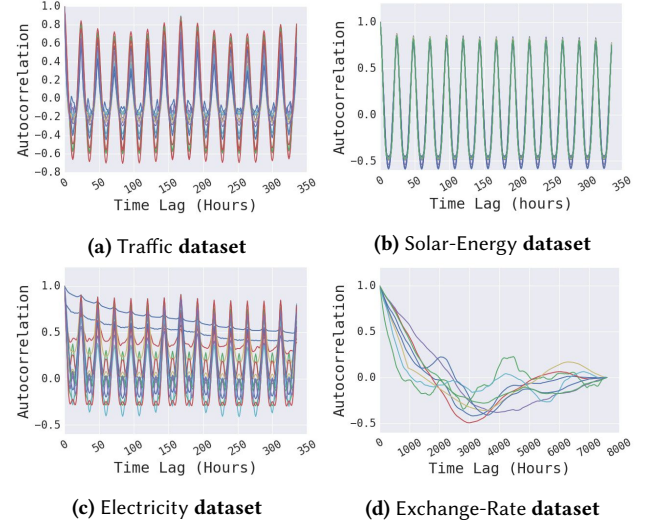 1.0
0.8
0.6
0.4
0.2
0.0
−0.2
−0.4
−0.6
−0.8
Autocorrelation
0 50 100 150 200 250 300 350
Time Lag (Hours)
(a) Traffic dataset
1.0
0.5
0.0
−0.5
Autocorrelation
0 50 100 150 200 250 300 350
Time Lag (hours)
(b) Solar-Energy dataset
1.0
0.5
0.0
−0.5
Autocorrelation
0 50 100 150 200 250 300 350
Time Lag (Hours)
(c) Electricity dataset
1.0
0.5
0.0
−0.5
Autocorrelation
0 1000 2000 3000 4000 5000 6000 7000 8000
Time Lag (Hours)
(d) Exchange-Rate dataset